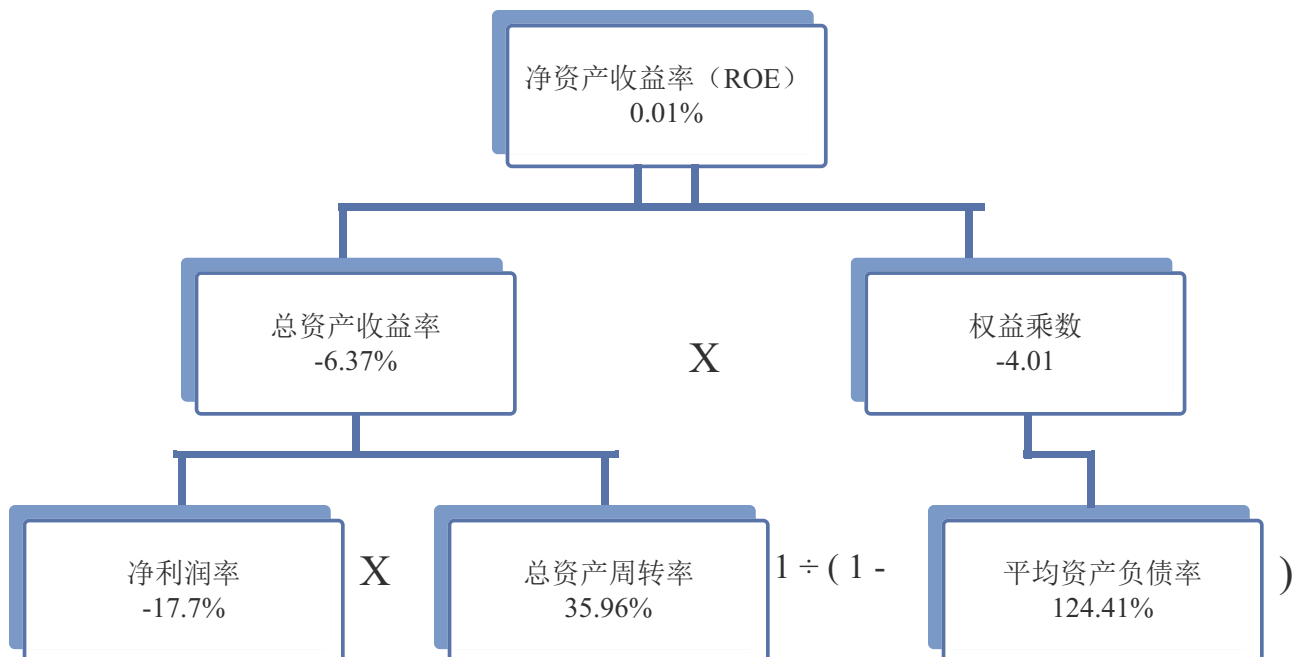 净资产收益率（ROE）
0.01%
总资产收益率
-6.37%
X
权益乘数
-4.01
净利润率
-17.7%
X
总资产周转率
35.96%
1 ÷ ( 1 -
平均资产负债率
124.41%
)